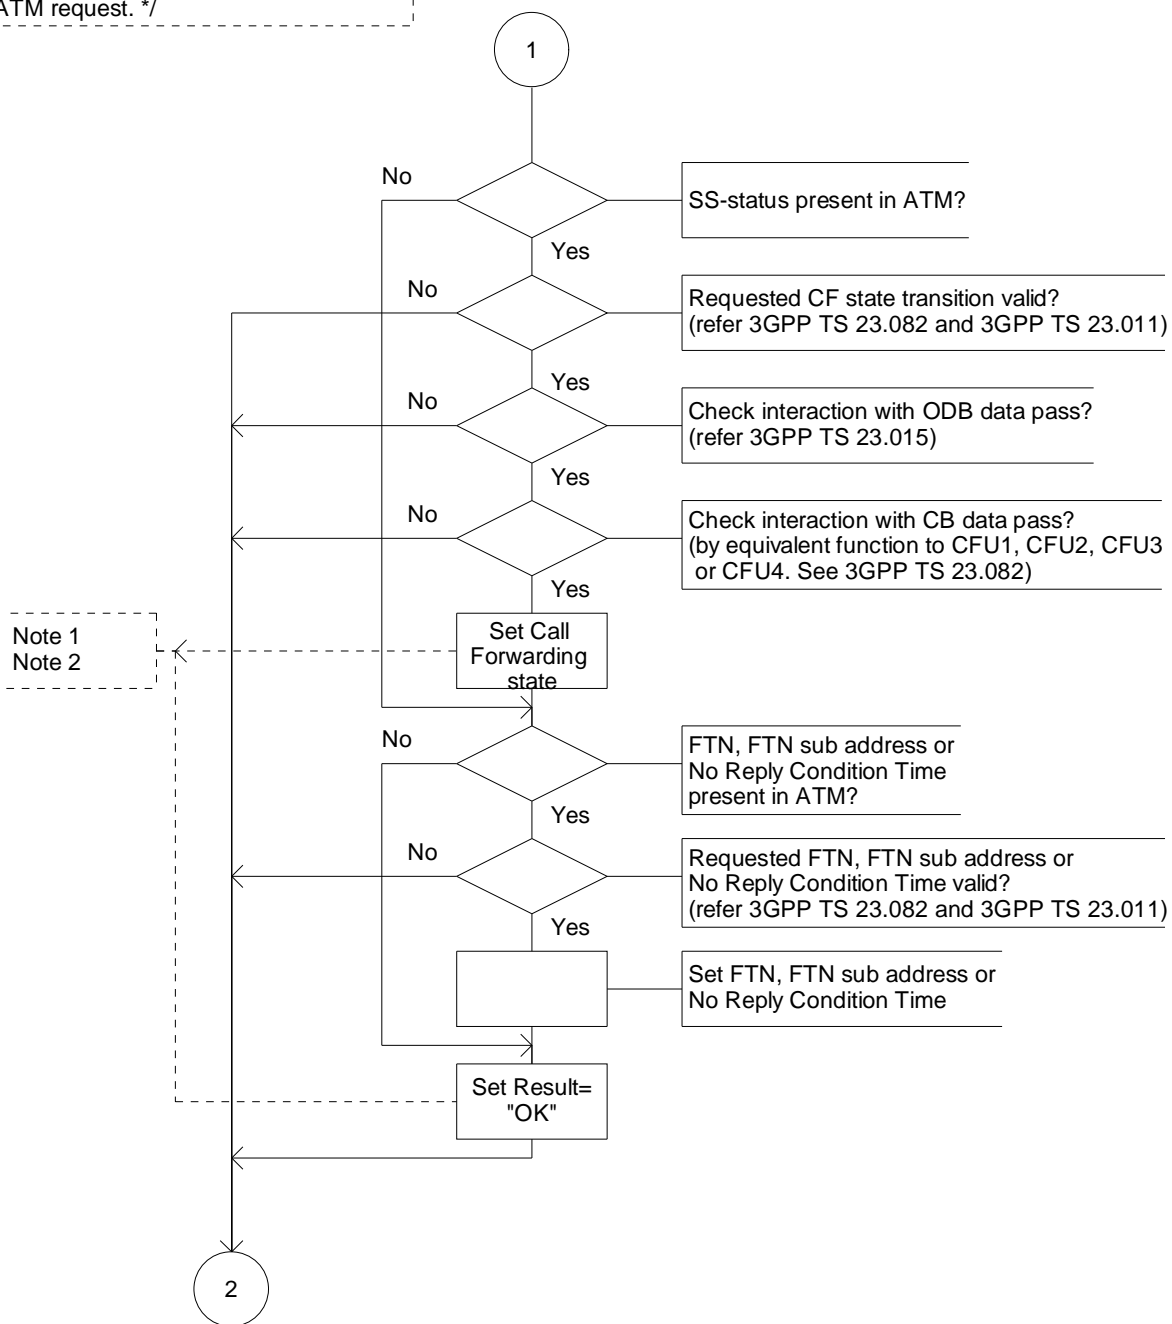 ATM request. */
1
No
SS-status present in ATM?
Yes
No
Requested CF state transition valid?
(refer 3GPP TS 23.082 and 3GPP TS 23.011)
Yes
No
Check interaction with ODB data pass?
(refer 3GPP TS 23.015)
Yes
No
Check interaction with CB data pass?
(by equivalent function to CFU1, CFU2, CFU3
or CFU4. See 3GPP TS 23.082)
Yes
Note 1
Note 2
Set Call
Forwarding
state
No
FTN, FTN sub address or
No Reply Condition Time
present in ATM?
Yes
No
Requested FTN, FTN sub address or
No Reply Condition Time valid?
(refer 3GPP TS 23.082 and 3GPP TS 23.011)
Yes
Set FTN, FTN sub address or
No Reply Condition Time
Set Result=
"OK"
2